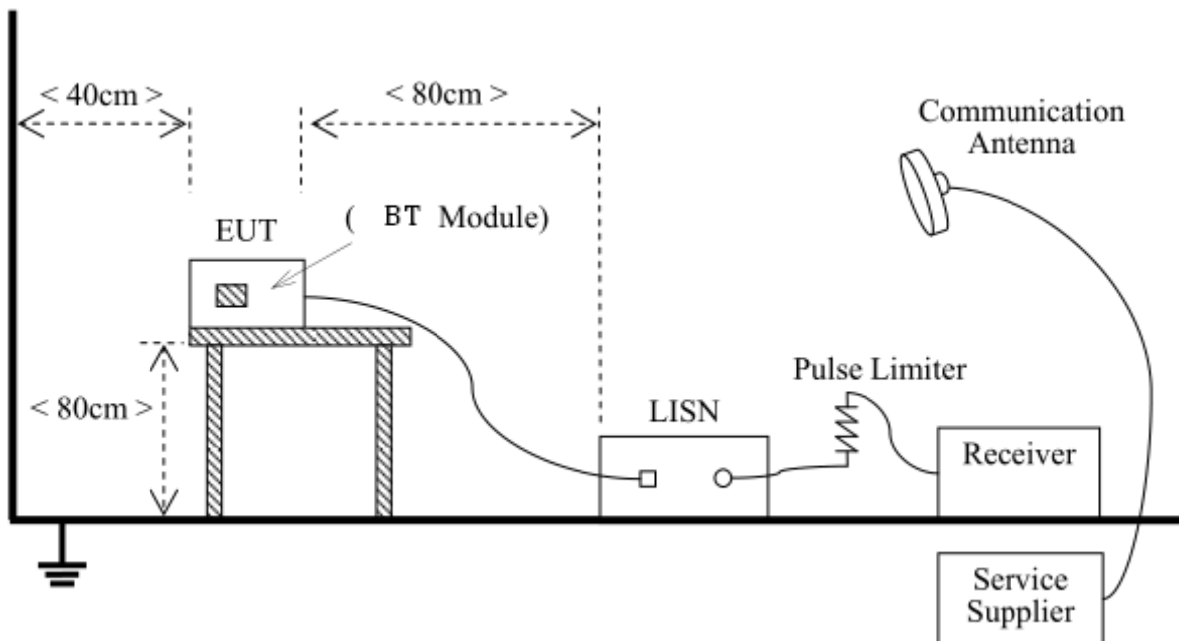 < 40cm >
< 80cm >
Communication
Antenna
( BT Module)
EUT
Pulse Limiter
< 80cm >
LISN
Receiver
Service
Supplier